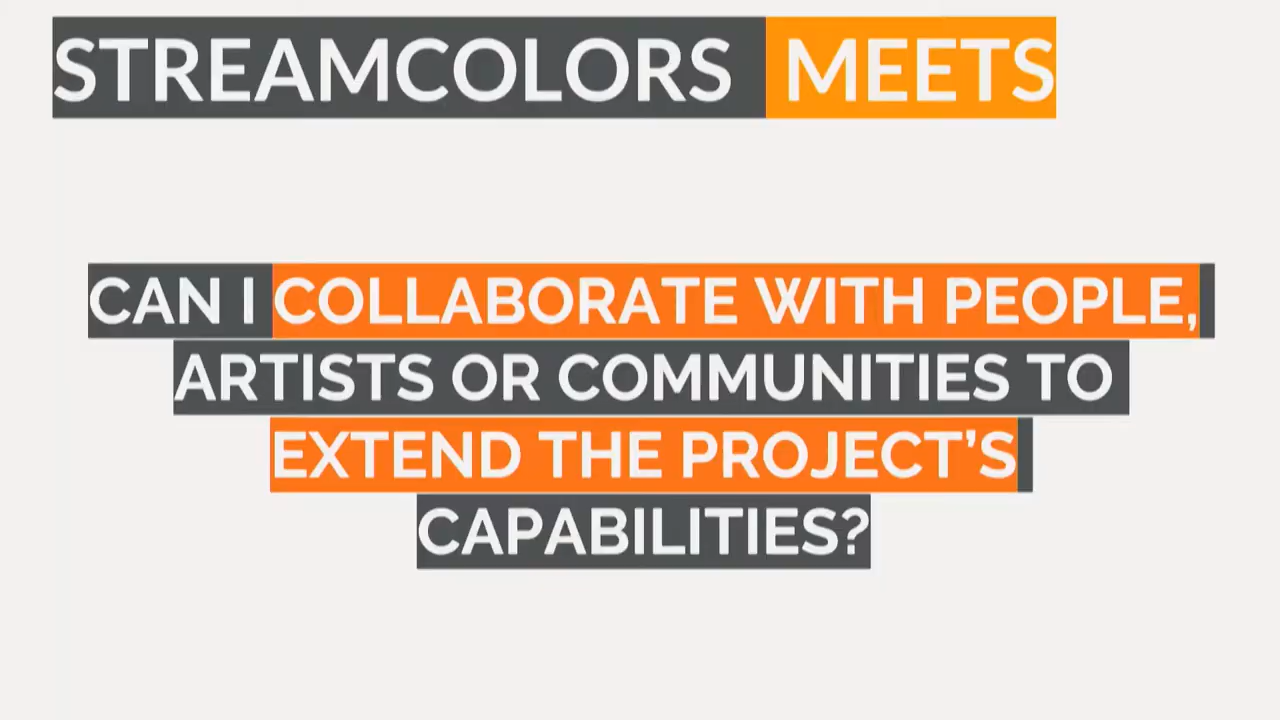 STREAMCOLORS MEETS
CAN I COLLABORATE WITH PEOPLE,
ARTISTS OR COMMUNITIES TO
EXTEND THE PROJECT’S
CAPABILITIES?